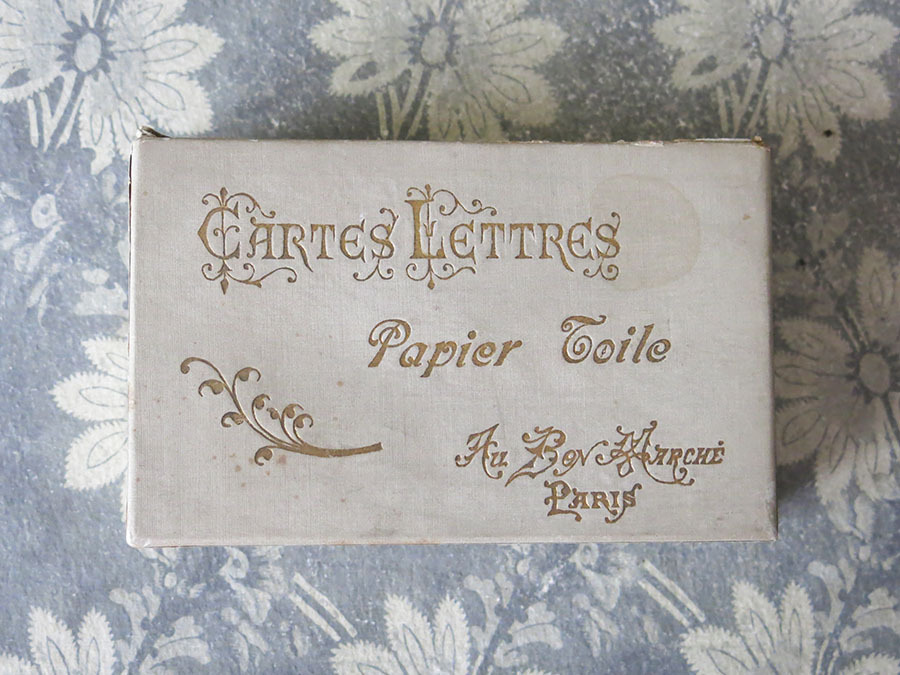 Cartes Lettres
Papier Toile
Au Bon Marché
Paris